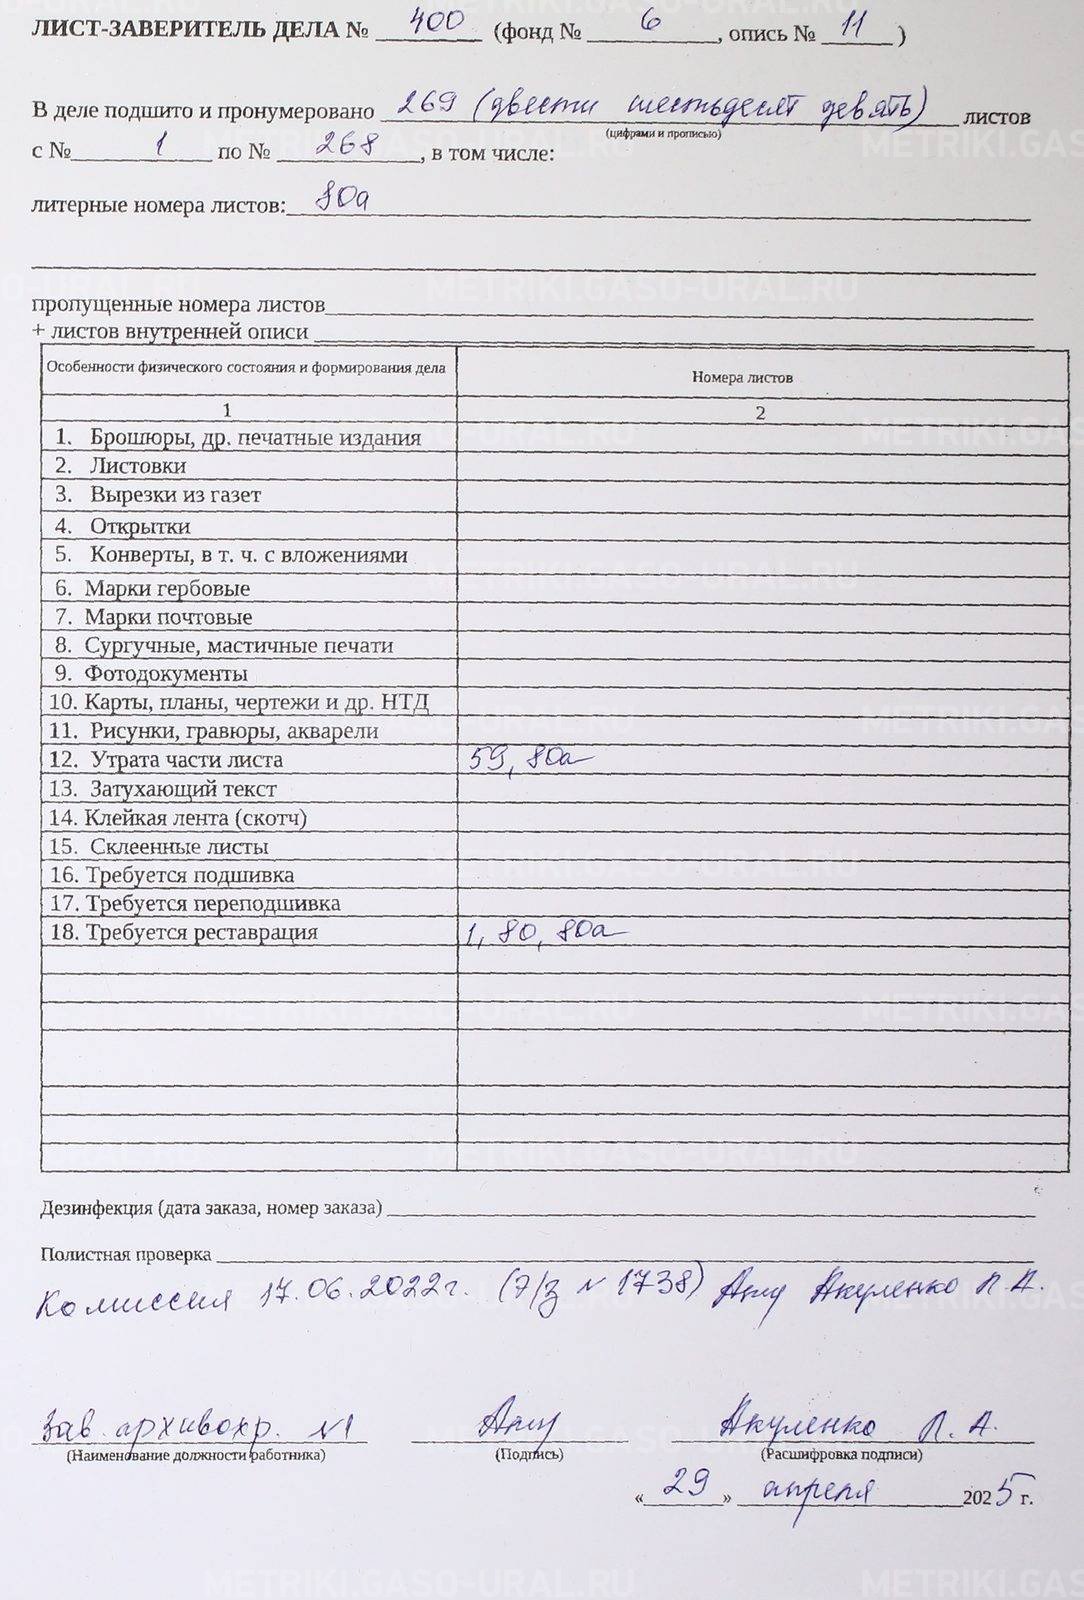 ЛИСТ-ЗАВЕРИТЕЛЬ ДЕЛА № 400 (фонд № 6, опись № 11)
В деле подшито и пронумеровано 269 (двести шестьдесят девять) листов
(цифрами и прописью)
с № 1 по № 268, в том числе:
литерные номера листов: 80а
пропущенные номера листов
+ листов внутренней описи
Особенности физического состояния и формирования дела Номера листов
1 2
1. Брошюры, др. печатные издания
2. Листовки
3. Вырезки из газет
4. Открытки
5. Конверты, в т. ч. с вложениями
6. Марки гербовые
7. Марки почтовые
8. Сургучные, мастичные печати
9. Фотодокументы
10. Карты, планы, чертежи и др. НТД
11. Рисунки, гравюры, акварели
12. Утрата части листа 59, 80а
13. Затухающий текст
14. Клейкая лента (скотч)
15. Склеенные листы
16. Требуется подшивка
17. Требуется переподшивка
18. Требуется реставрация 1, 80, 80а
Дезинфекция (дата заказа, номер заказа)
Полистная проверка
Комиссия 17.06.2022г. (Э/з №1738) Акуленко Л.А.
Зав. архивохр. №1 Акуленко Л. А.
(Наименование должности работника) (Подпись) (Расшифровка подписи)
«29» апреля 2025 г.
METRIKI.GASO-URAL.RU